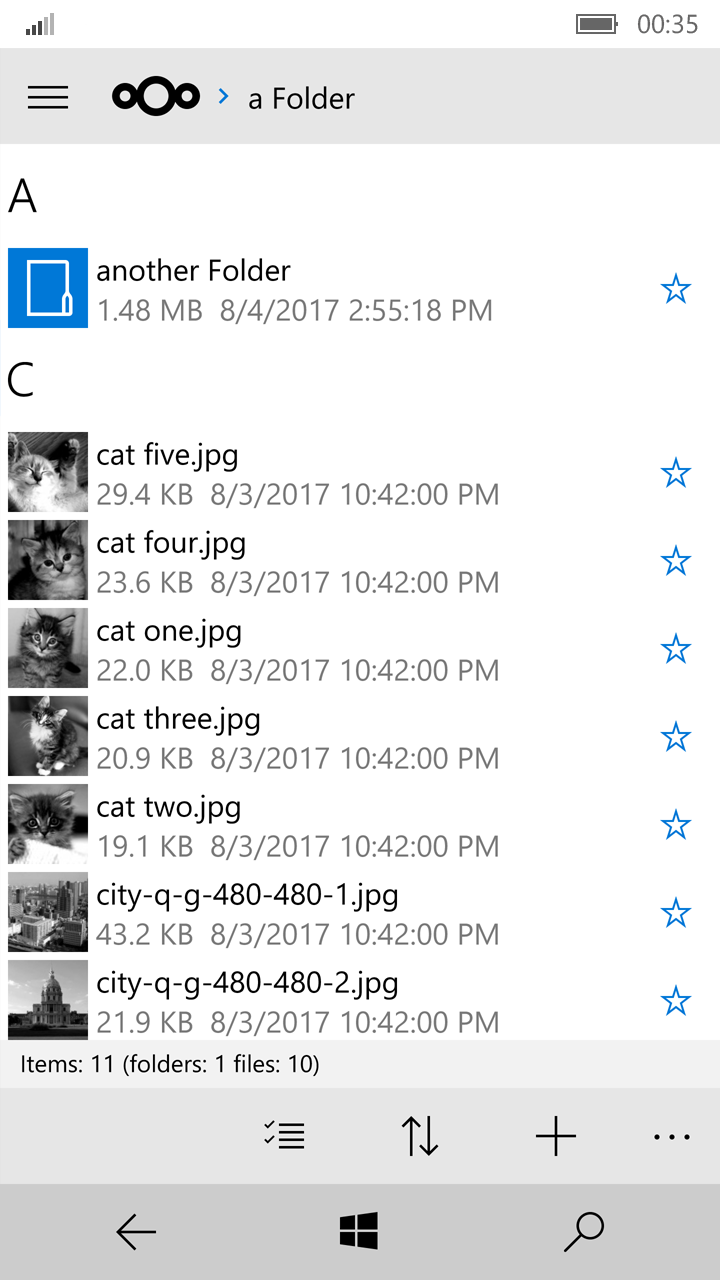 00:35
a Folder
A
another Folder
1.48 MB 8/4/2017 2:55:18 PM
C
cat five.jpg
29.4 KB 8/3/2017 10:42:00 PM
cat four.jpg
23.6 KB 8/3/2017 10:42:00 PM
cat one.jpg
22.0 KB 8/3/2017 10:42:00 PM
cat three.jpg
20.9 KB 8/3/2017 10:42:00 PM
cat two.jpg
19.1 KB 8/3/2017 10:42:00 PM
city-q-g-480-480-1.jpg
43.2 KB 8/3/2017 10:42:00 PM
city-q-g-480-480-2.jpg
21.9 KB 8/3/2017 10:42:00 PM
Items: 11 (folders: 1 files: 10)